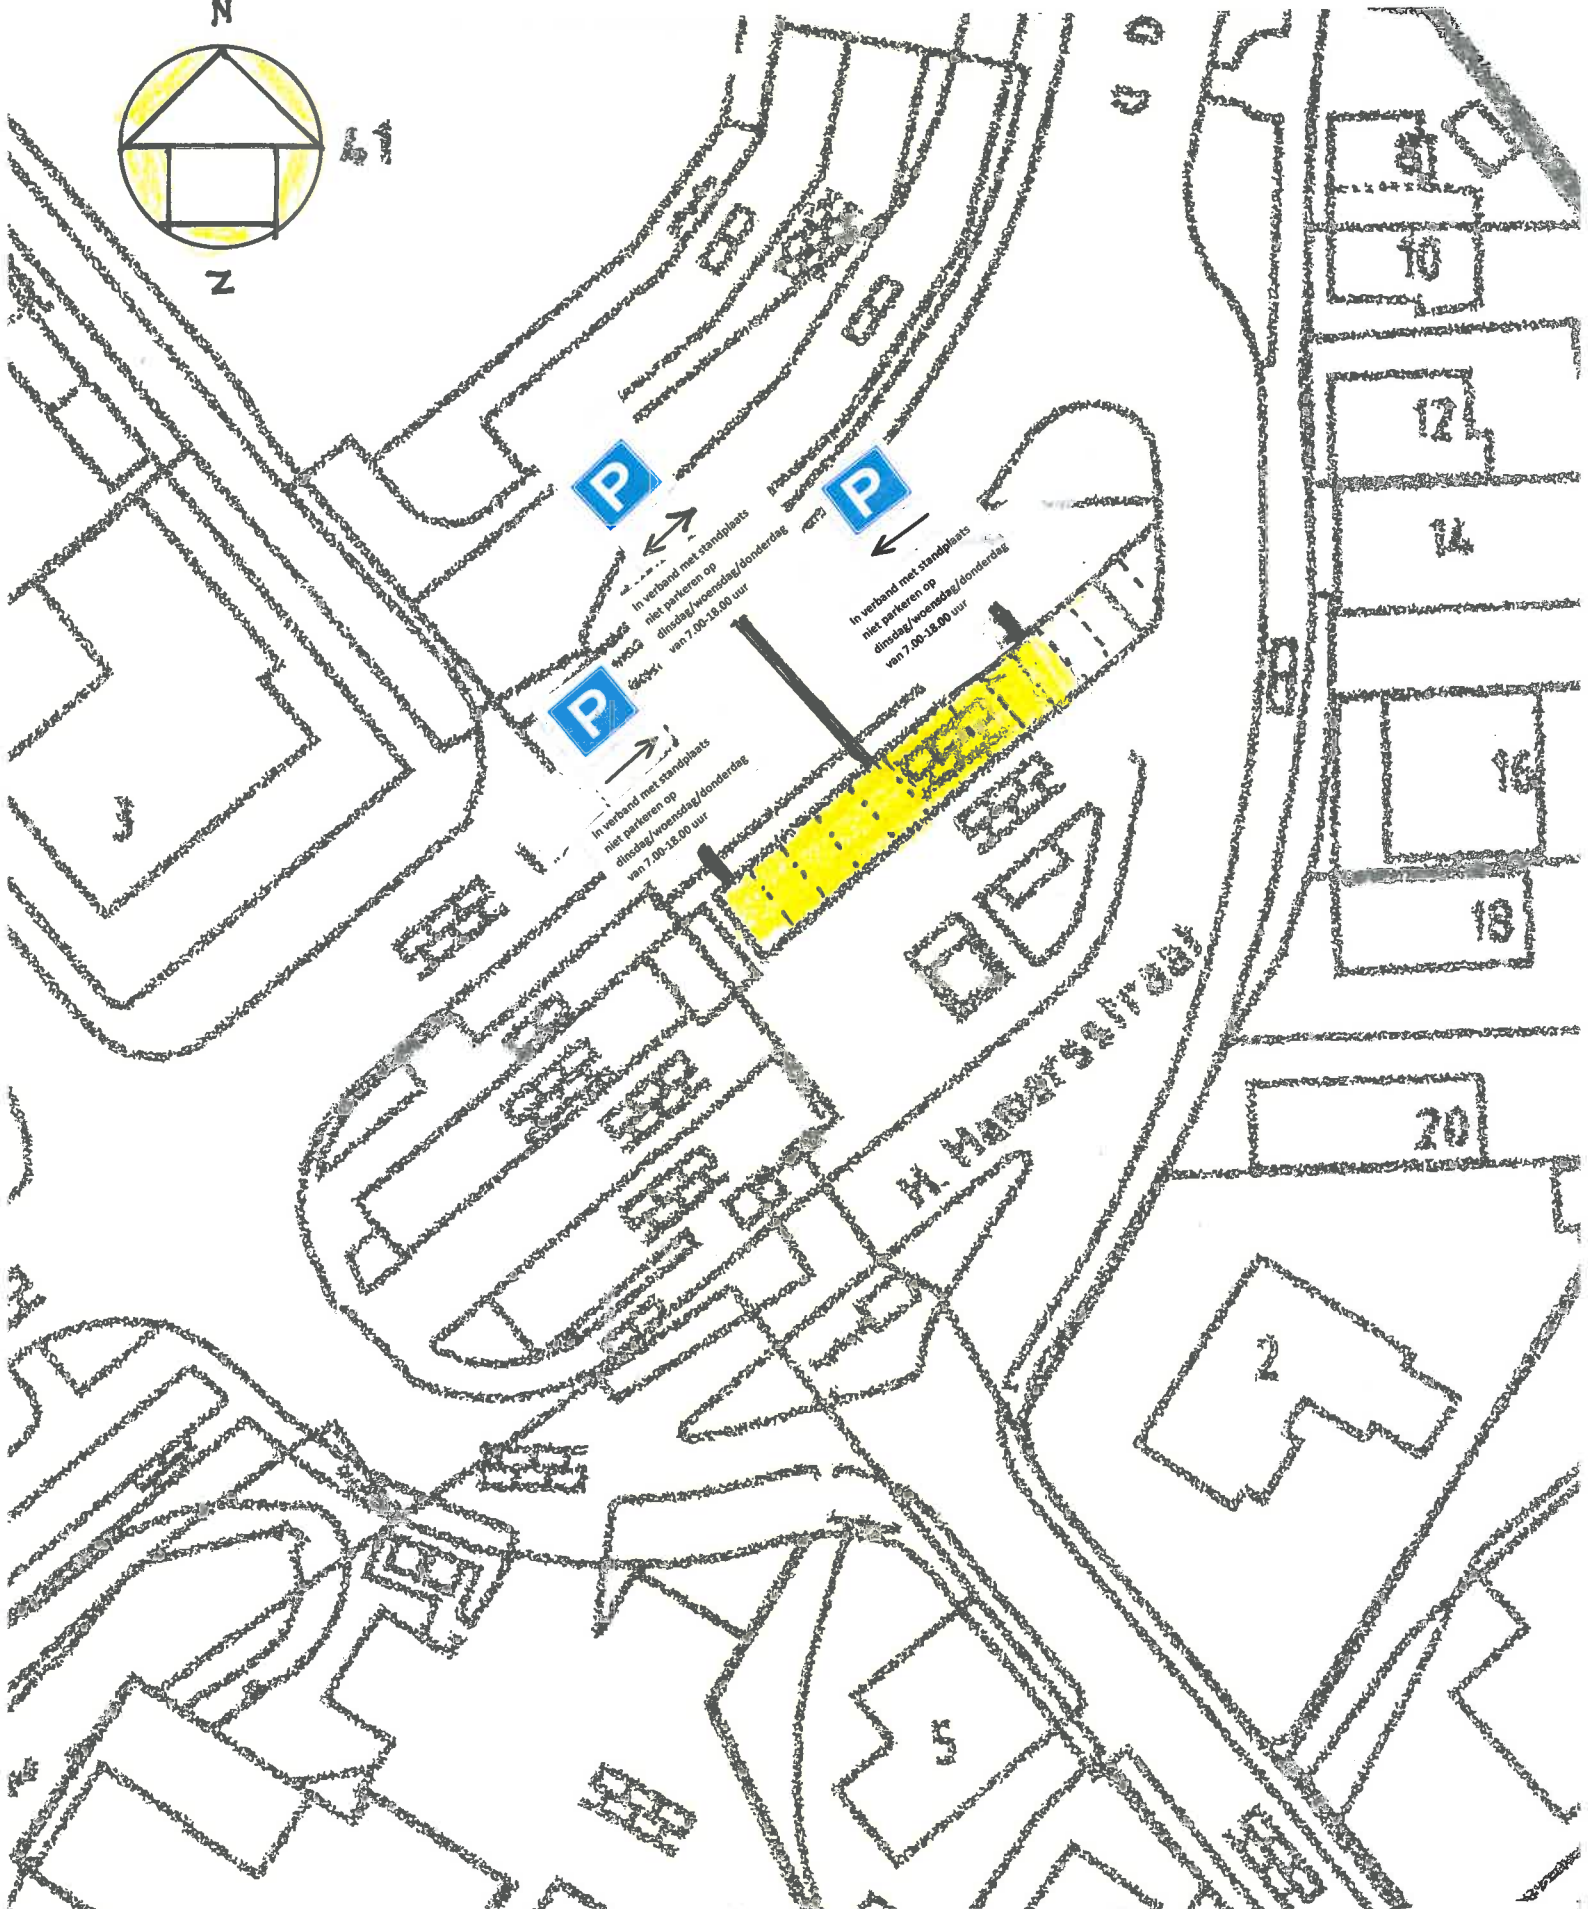 N
Z
P
P
In verband met standplaats
niet parkeren op
dinsdag/woensdag/donderdag
van 7.00-18.00 uur
In verband met standplaats
niet parkeren op
dinsdag/woensdag/donderdag
van 7.00-18.00 uur
P
In verband met standplaats
niet parkeren op
dinsdag/woensdag/donderdag
van 7.00-18.00 uur
10
12
14
16
18
20
2
5